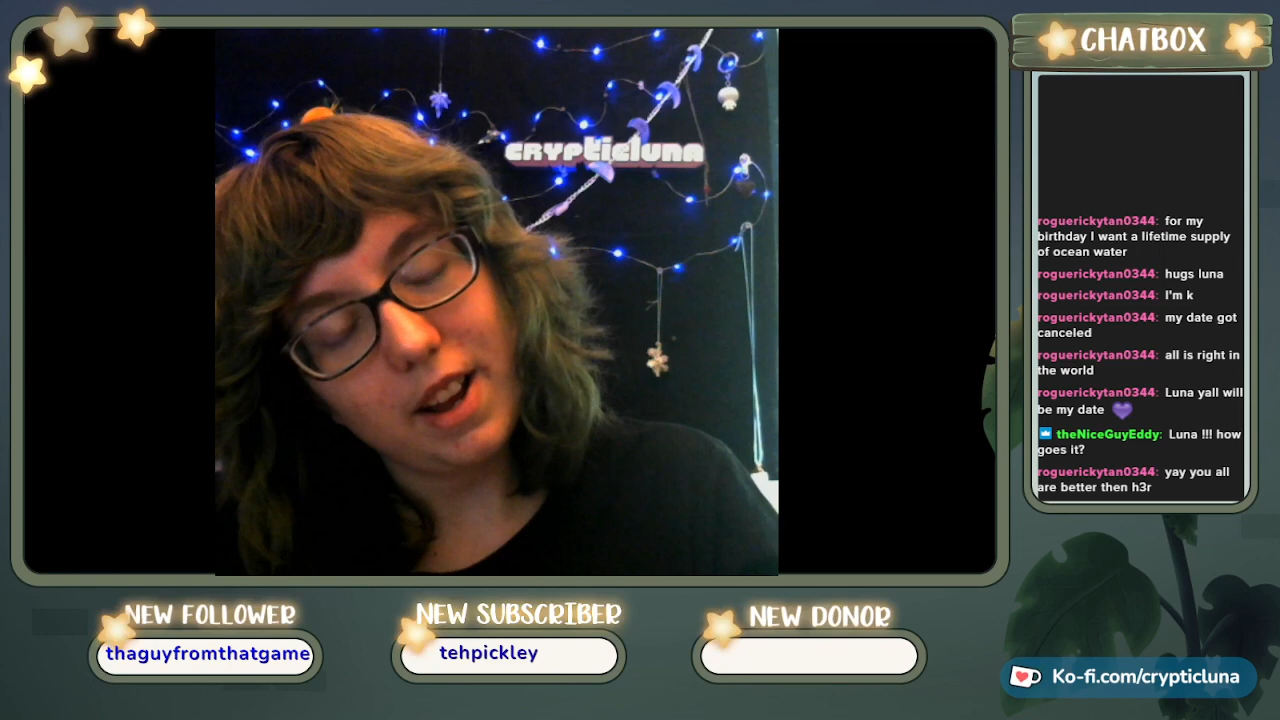 CHATBOX
crypticluna
roguerickytan0344: for my
birthday I want a lifetime supply
of ocean water
roguerickytan0344: hugs luna
roguerickytan0344: I'm k
roguerickytan0344: my date got
canceled
roguerickytan0344: all is right in
the world
roguerickytan0344: Luna yall will
be my date
theNiceGuyEddy: Luna !!! how
goes it?
roguerickytan0344: yay you all
are better then h3r
NEW FOLLOWER
thaguyfromthatgame
NEW SUBSCRIBER
tehpickley
NEW DONOR
Ko-fi.com/crypticluna